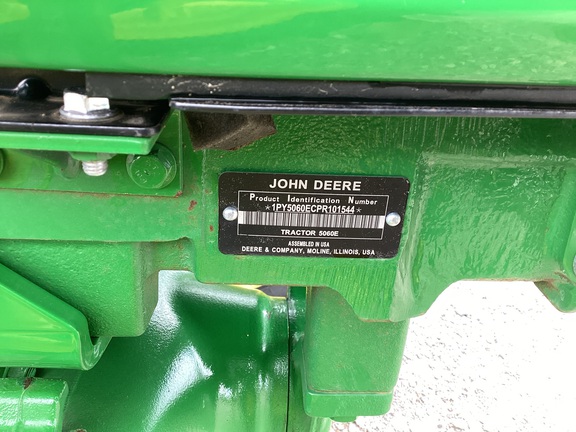 JOHN DEERE
Product Identification Number
*1PY5060ECPR101544*
TRACTOR 5060E
ASSEMBLED IN USA
DEERE & COMPANY, MOLINE, ILLINOIS, USA